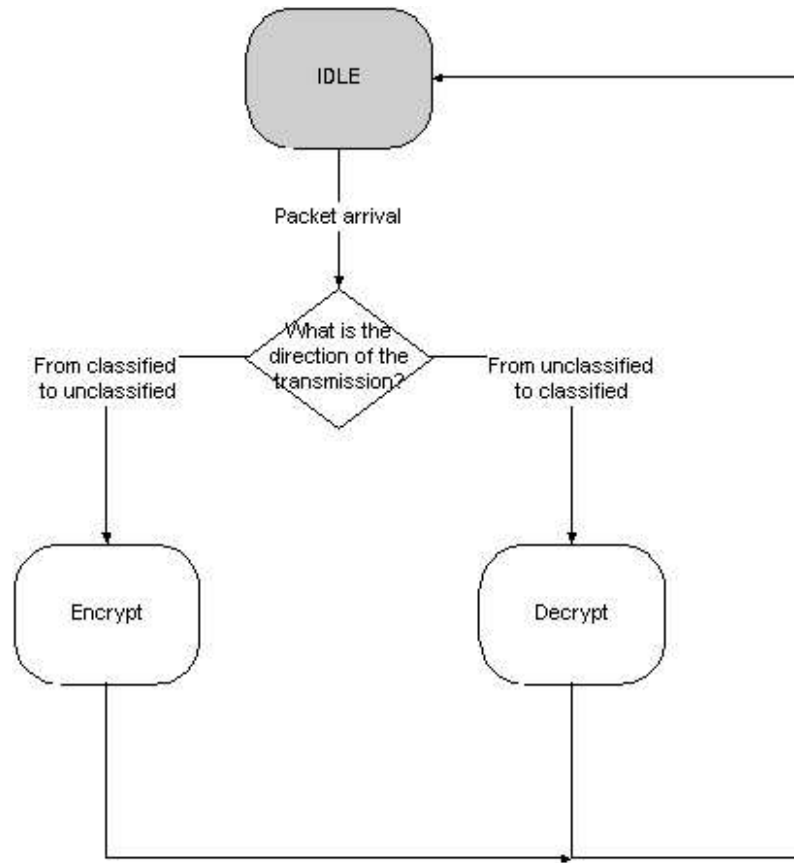 IDLE
Packet arrival
What is the
direction of the
transmission?
From classified
to unclassified
From unclassified
to classified
Encrypt
Decrypt